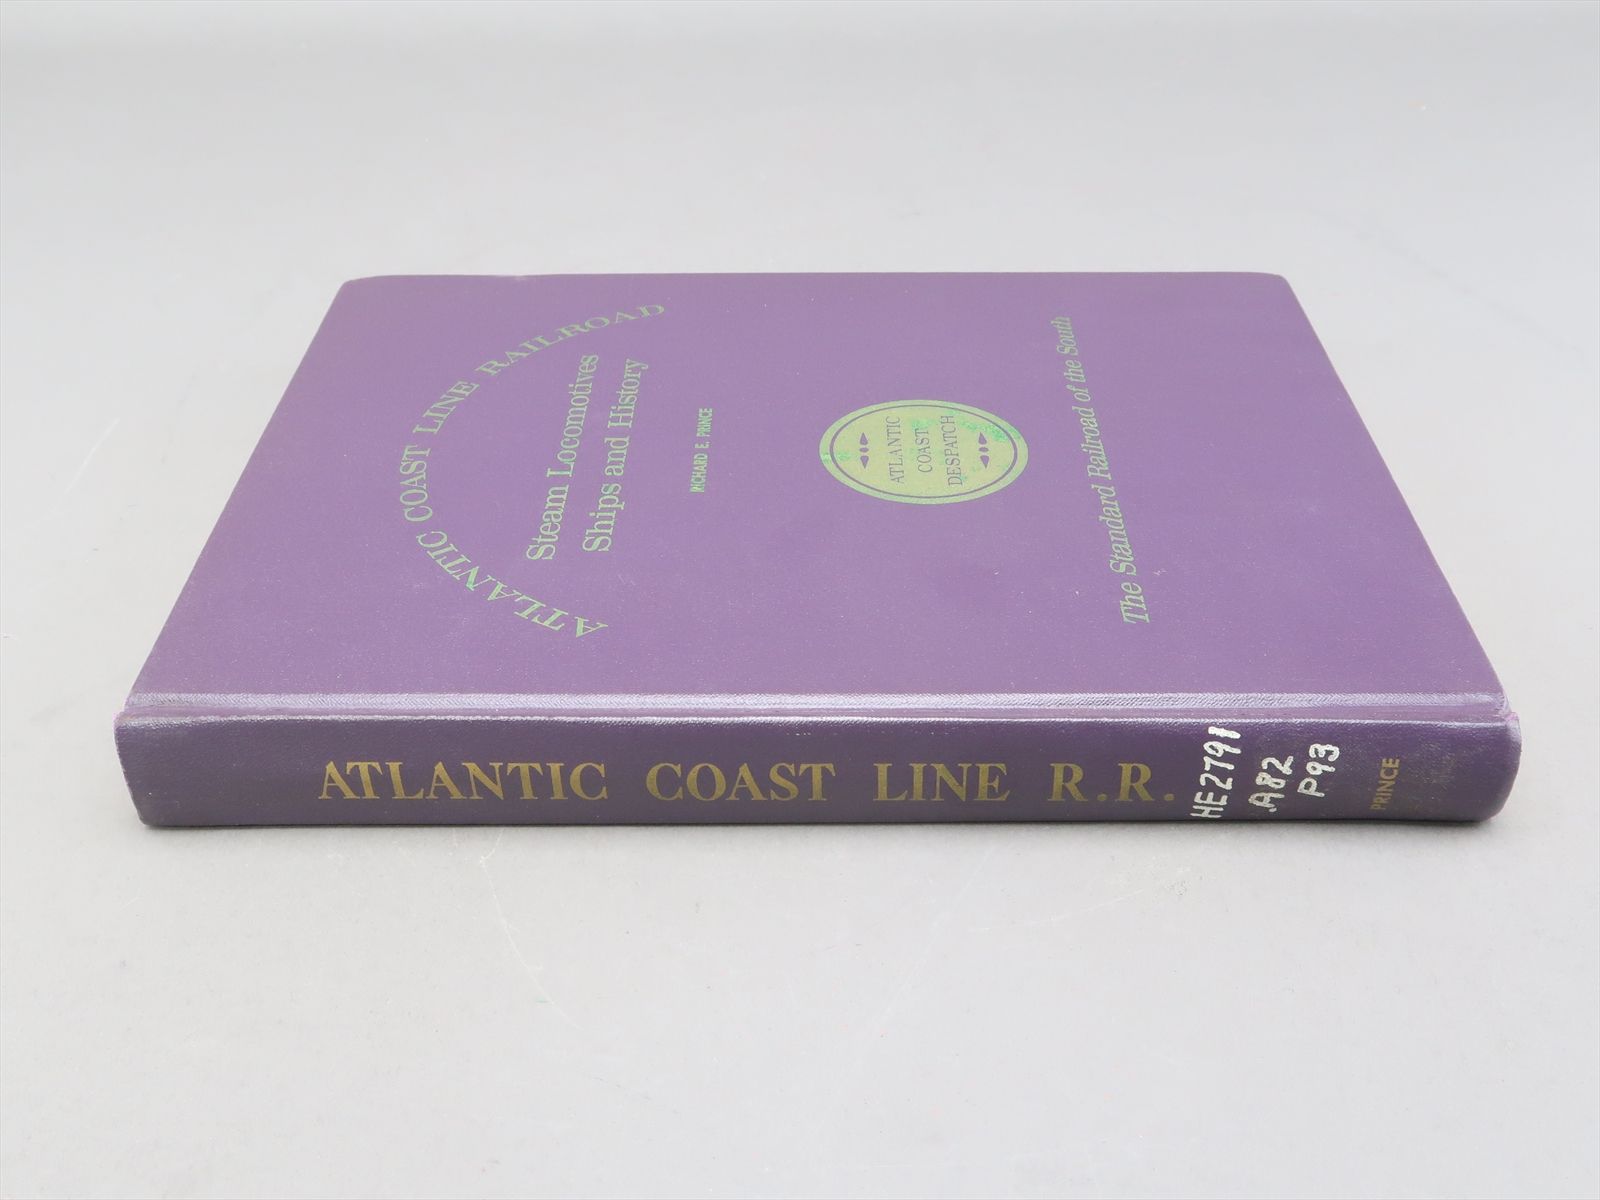 ATLANTIC COAST LINE RAILROAD
Steam Locomotives
Ships and History
RICHARD E. PRINCE
ATLANTIC
COAST
DESPATCH
The Standard Railroad of the South
ATLANTIC COAST LINE R.R.
HE2791
.A82
P93
PRINCE